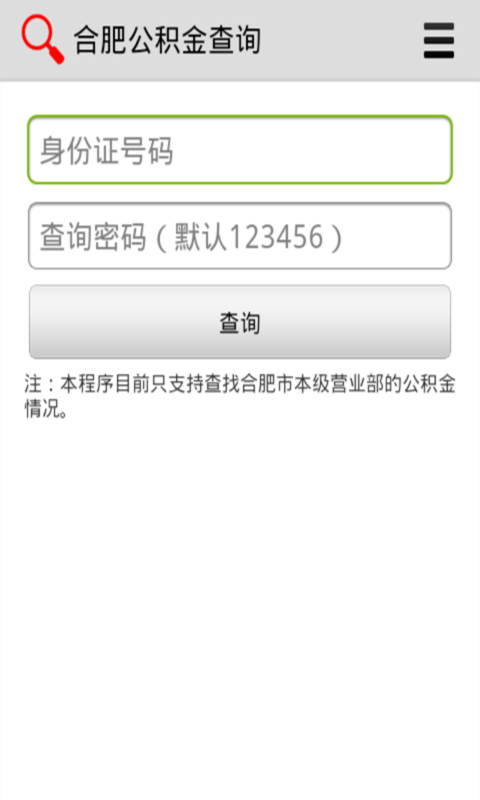 合肥公积金查询
身份证号码
查询密码（默认123456）
查询
注：本程序目前只支持查找合肥市本级营业部的公积金
情况。